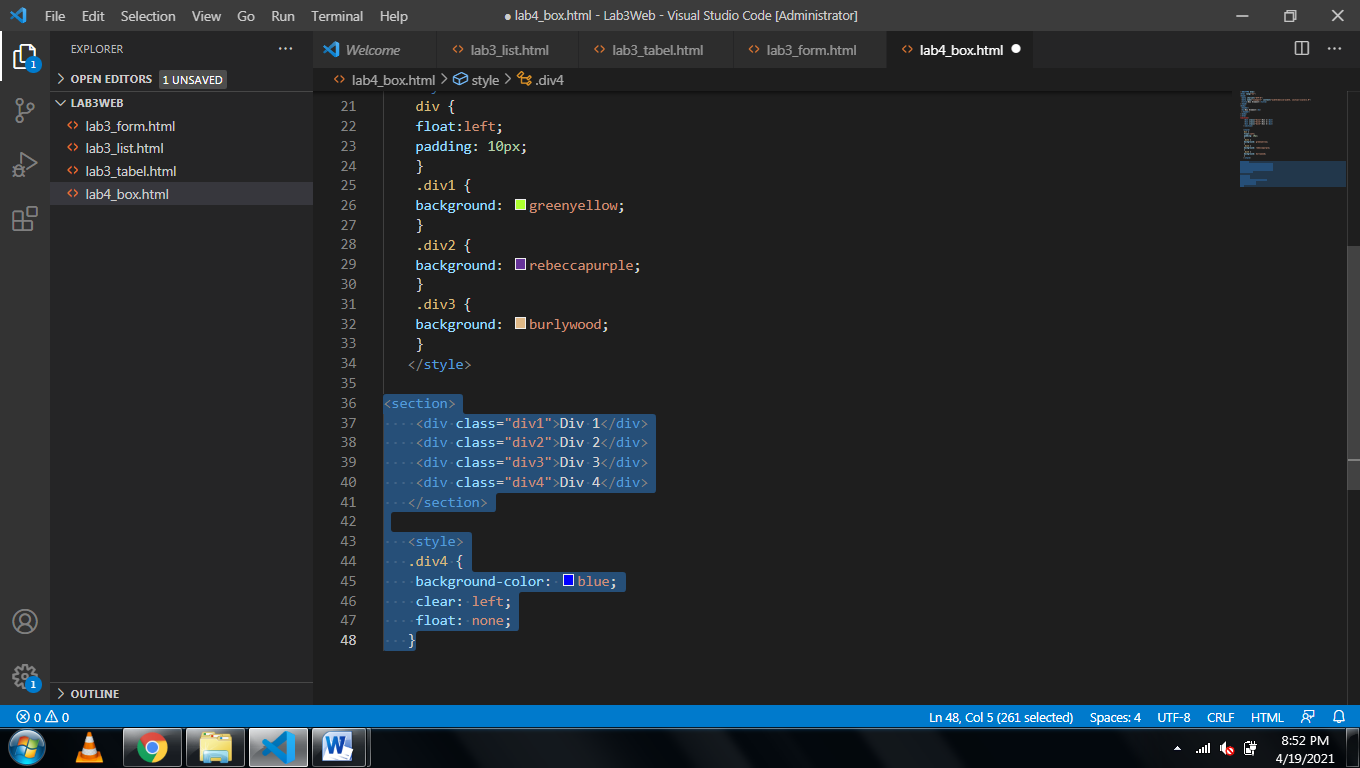 File Edit Selection View Go Run Terminal Help
● lab4_box.html - Lab3Web - Visual Studio Code [Administrator]
EXPLORER
Welcome
lab3_list.html
lab3_tabel.html
lab3_form.html
lab4_box.html
OPEN EDITORS 1 UNSAVED
lab4_box.html > style > .div4
LAB3WEB
lab3_form.html
lab3_list.html
lab3_tabel.html
lab4_box.html
21 div {
22 float:left;
23 padding: 10px;
24 }
25 .div1 {
26 background: greenyellow;
27 }
28 .div2 {
29 background: rebeccapurple;
30 }
31 .div3 {
32 background: burlywood;
33 }
34 </style>
35
36 <section>
37 <div class="div1">Div 1</div>
38 <div class="div2">Div 2</div>
39 <div class="div3">Div 3</div>
40 <div class="div4">Div 4</div>
41 </section>
42
43 <style>
44 .div4 {
45 background-color: blue;
46 clear: left;
47 float: none;
48 }
1
1
OUTLINE
0 0
Ln 48, Col 5 (261 selected) Spaces: 4 UTF-8 CRLF HTML
8:52 PM
4/19/2021